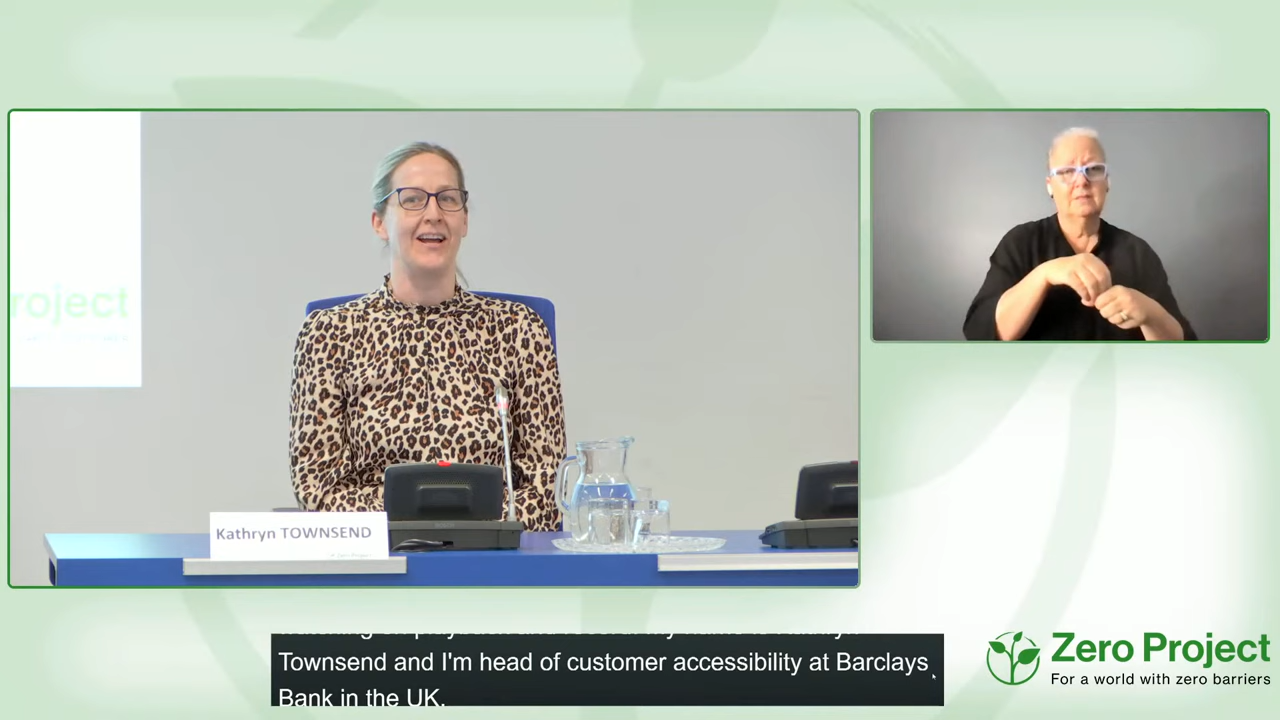 roject
Kathryn TOWNSEND
Townsend and I'm head of customer accessibility at Barclays
Bank in the UK.
Zero Project
For a world with zero barriers